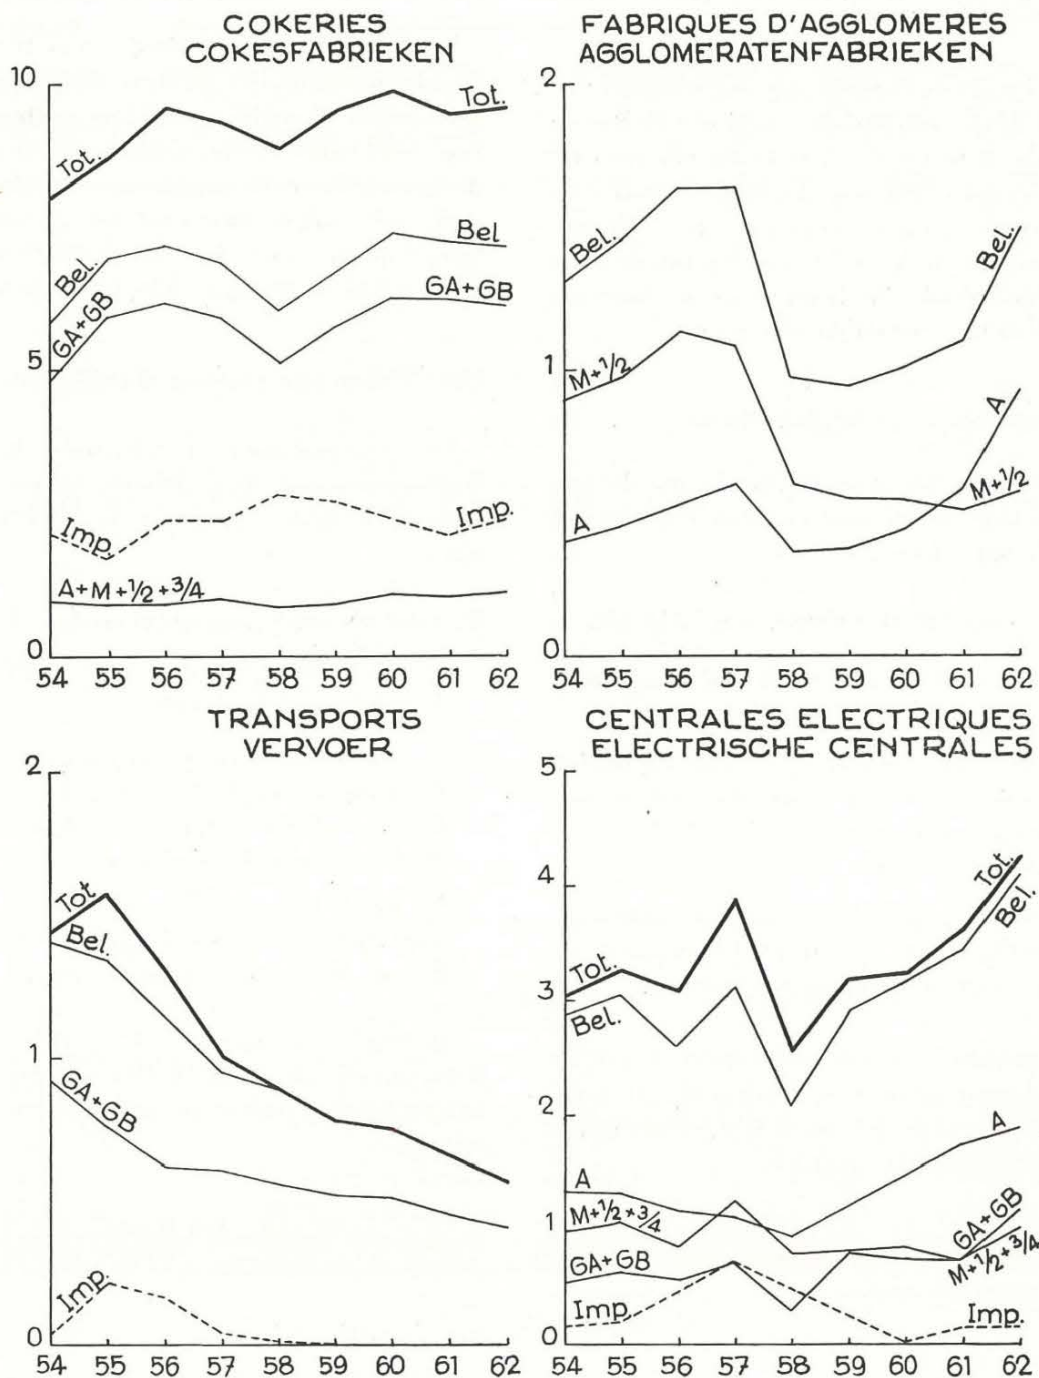 COKERIES
COKESFABRIEKEN
10
5
0
Tot.
Tot.
Bel.
Bel
GA+GB
GA+GB
Imp.
Imp.
A+M+1/2+3/4
54 55 56 57 58 59 60 61 62
FABRIQUES D'AGGLOMERES
AGGLOMERATENFABRIEKEN
2
1
0
Bel.
Bel.
M+1/2
A
A
M+1/2
54 55 56 57 58 59 60 61 62
TRANSPORTS
VERVOER
2
1
0
Tot
Bel.
GA+GB
Imp.
54 55 56 57 58 59 60 61 62
CENTRALES ELECTRIQUES
ELECTRISCHE CENTRALES
5
4
3
2
1
0
Tot.
Tot.
Bel.
Bel.
A
A
M+1/2+3/4
GA+GB
GA+GB
M+1/2+3/4
Imp.
Imp.
54 55 56 57 58 59 60 61 62